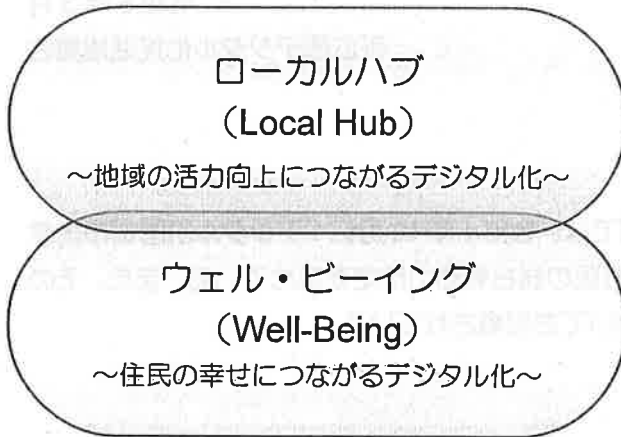 ローカルハブ
（Local Hub）
～地域の活力向上につながるデジタル化～
ウェル・ビーイング
（Well-Being）
～住民の幸せにつながるデジタル化～